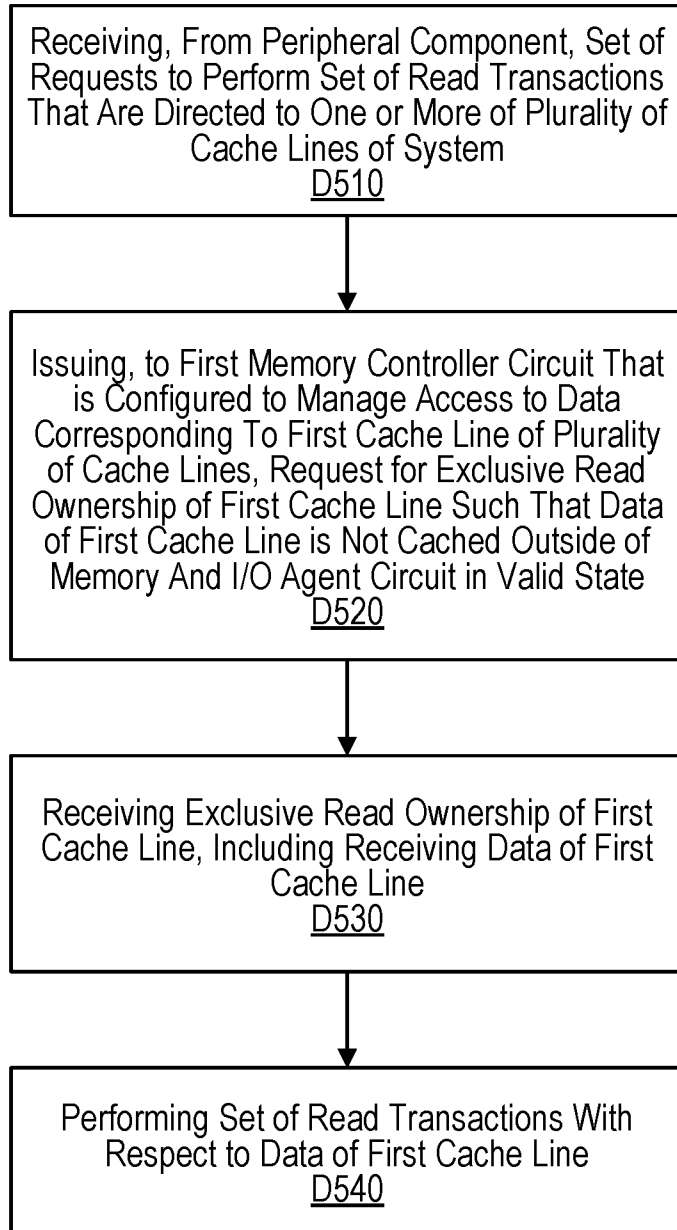 Receiving, From Peripheral Component, Set of
Requests to Perform Set of Read Transactions
That Are Directed to One or More of Plurality of
Cache Lines of System
D510
Issuing, to First Memory Controller Circuit That
is Configured to Manage Access to Data
Corresponding To First Cache Line of Plurality
of Cache Lines, Request for Exclusive Read
Ownership of First Cache Line Such That Data
of First Cache Line is Not Cached Outside of
Memory And I/O Agent Circuit in Valid State
D520
Receiving Exclusive Read Ownership of First
Cache Line, Including Receiving Data of First
Cache Line
D530
Performing Set of Read Transactions With
Respect to Data of First Cache Line
D540